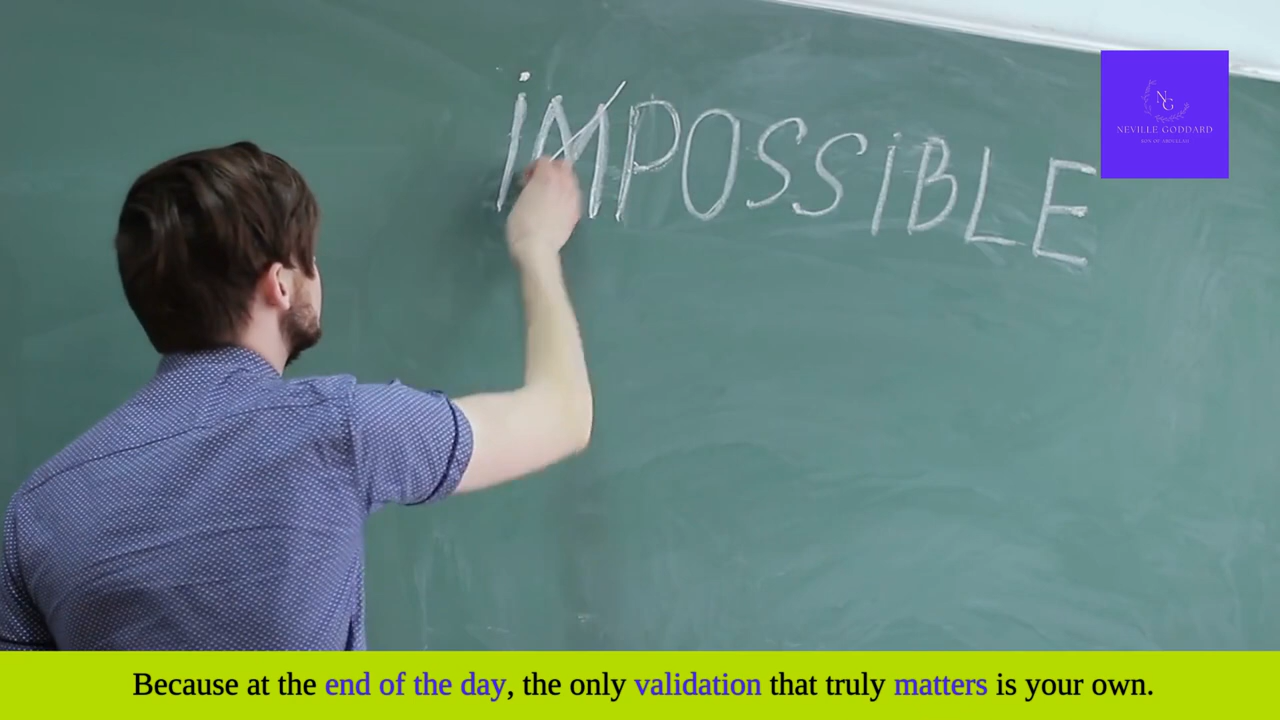 iMPOSSiBLE
NG
NEVILLE GODDARD
Because at the end of the day, the only validation that truly matters is your own.